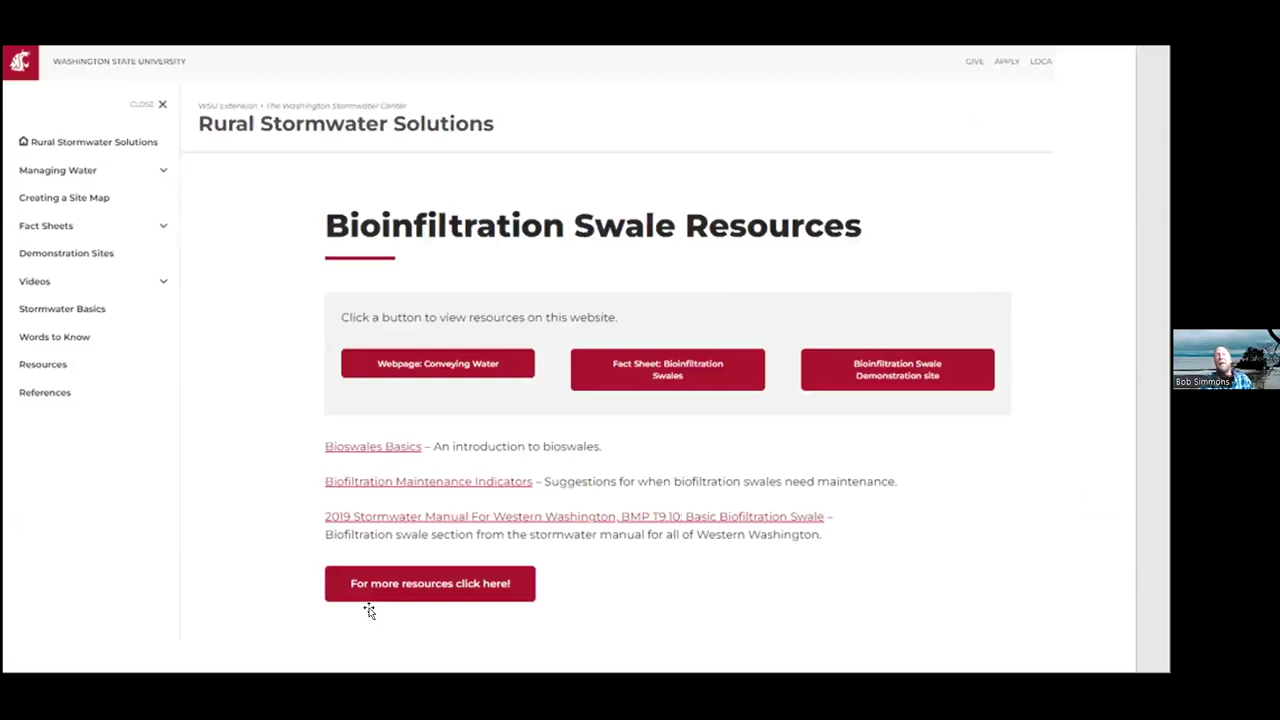 WASHINGTON STATE UNIVERSITY
GIVE APPLY LOCA
CLOSE
WSU Extension • The Washington Stormwater Center
Rural Stormwater Solutions
Rural Stormwater Solutions
Managing Water
Creating a Site Map
Fact Sheets
Demonstration Sites
Videos
Stormwater Basics
Words to Know
Resources
References
Bioinfiltration Swale Resources
Click a button to view resources on this website.
Webpage: Conveying Water
Fact Sheet: Bioinfiltration
Swales
Bioinfiltration Swale
Demonstration site
Bioswales Basics – An introduction to bioswales.
Biofiltration Maintenance Indicators – Suggestions for when biofiltration swales need maintenance.
2019 Stormwater Manual For Western Washington, BMP T9.10: Basic Biofiltration Swale –
Biofiltration swale section from the stormwater manual for all of Western Washington.
For more resources click here!
Bob Simmons